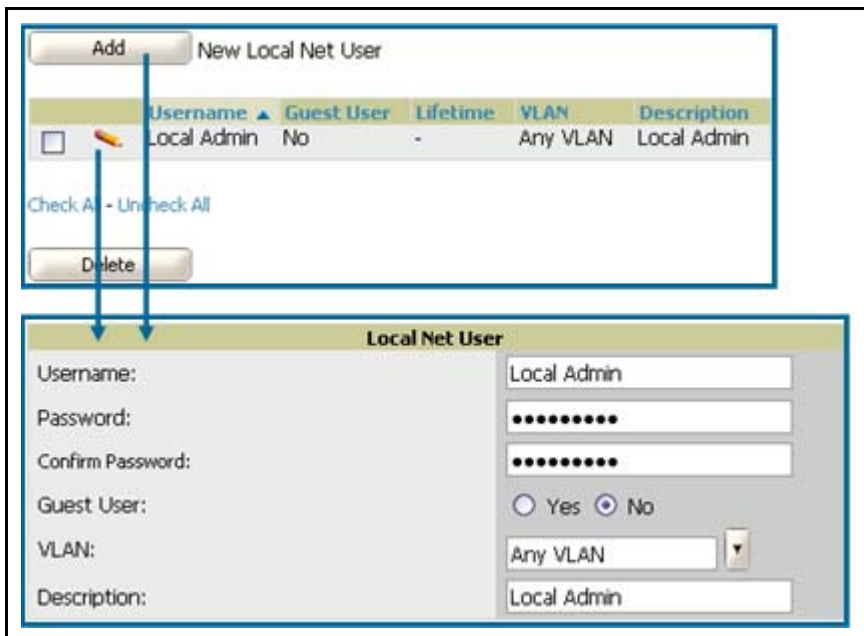 Add New Local Net User
Username ▲ Guest User Lifetime VLAN Description
Local Admin No - Any VLAN Local Admin
Check All - Uncheck All
Delete
Local Net User
Username: Local Admin
Password: •••••••••
Confirm Password: •••••••••
Guest User: Yes No
VLAN: Any VLAN
Description: Local Admin